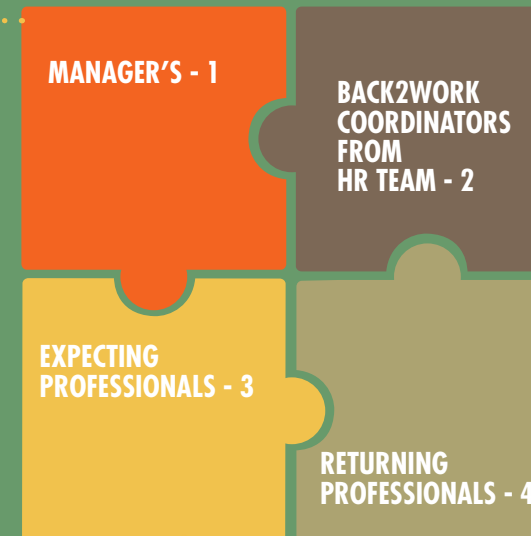 MANAGER’S - 1
BACK2WORK
COORDINATORS
FROM
HR TEAM - 2
EXPECTING
PROFESSIONALS - 3
RETURNING
PROFESSIONALS - 4